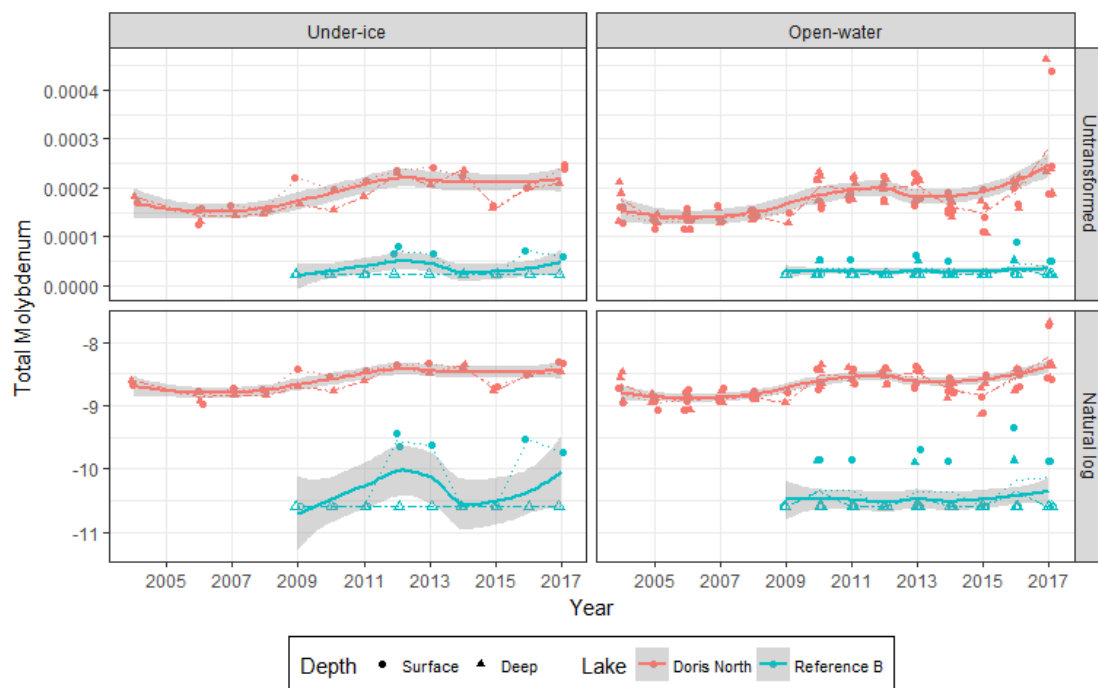 Under-ice
Open-water
0.0004
0.0003
0.0002
0.0001
0.0000
Untransformed
Total Molybdenum
-8
-9
-10
-11
Natural log
2005 2007 2009 2011 2013 2015 2017
2005 2007 2009 2011 2013 2015 2017
Year
Depth Surface Deep Lake Doris North Reference B